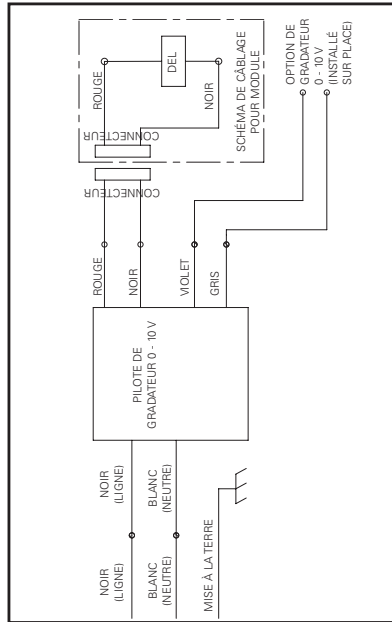 NOIR
(LIGNE)
BLANC
(NEUTRE)
MISE À LA TERRE
NOIR
(LIGNE)
BLANC
(NEUTRE)
PILOTE DE
GRADATEUR 0 - 10 V
ROUGE
NOIR
VIOLET
GRIS
CONNECTEUR
CONNECTEUR
ROUGE
DEL
NOIR
SCHÉMA DE CÂBLAGE
POUR MODULE
OPTION DE
GRADATEUR
0 - 10 V
(INSTALLÉ
SUR PLACE)